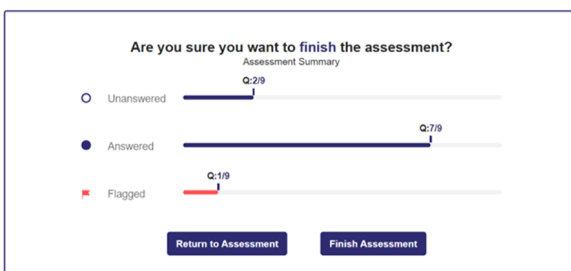 Are you sure you want to finish the assessment?
Assessment Summary
Q:2/9
Unanswered
Q:7/9
Answered
Q:1/9
Flagged
Return to Assessment
Finish Assessment